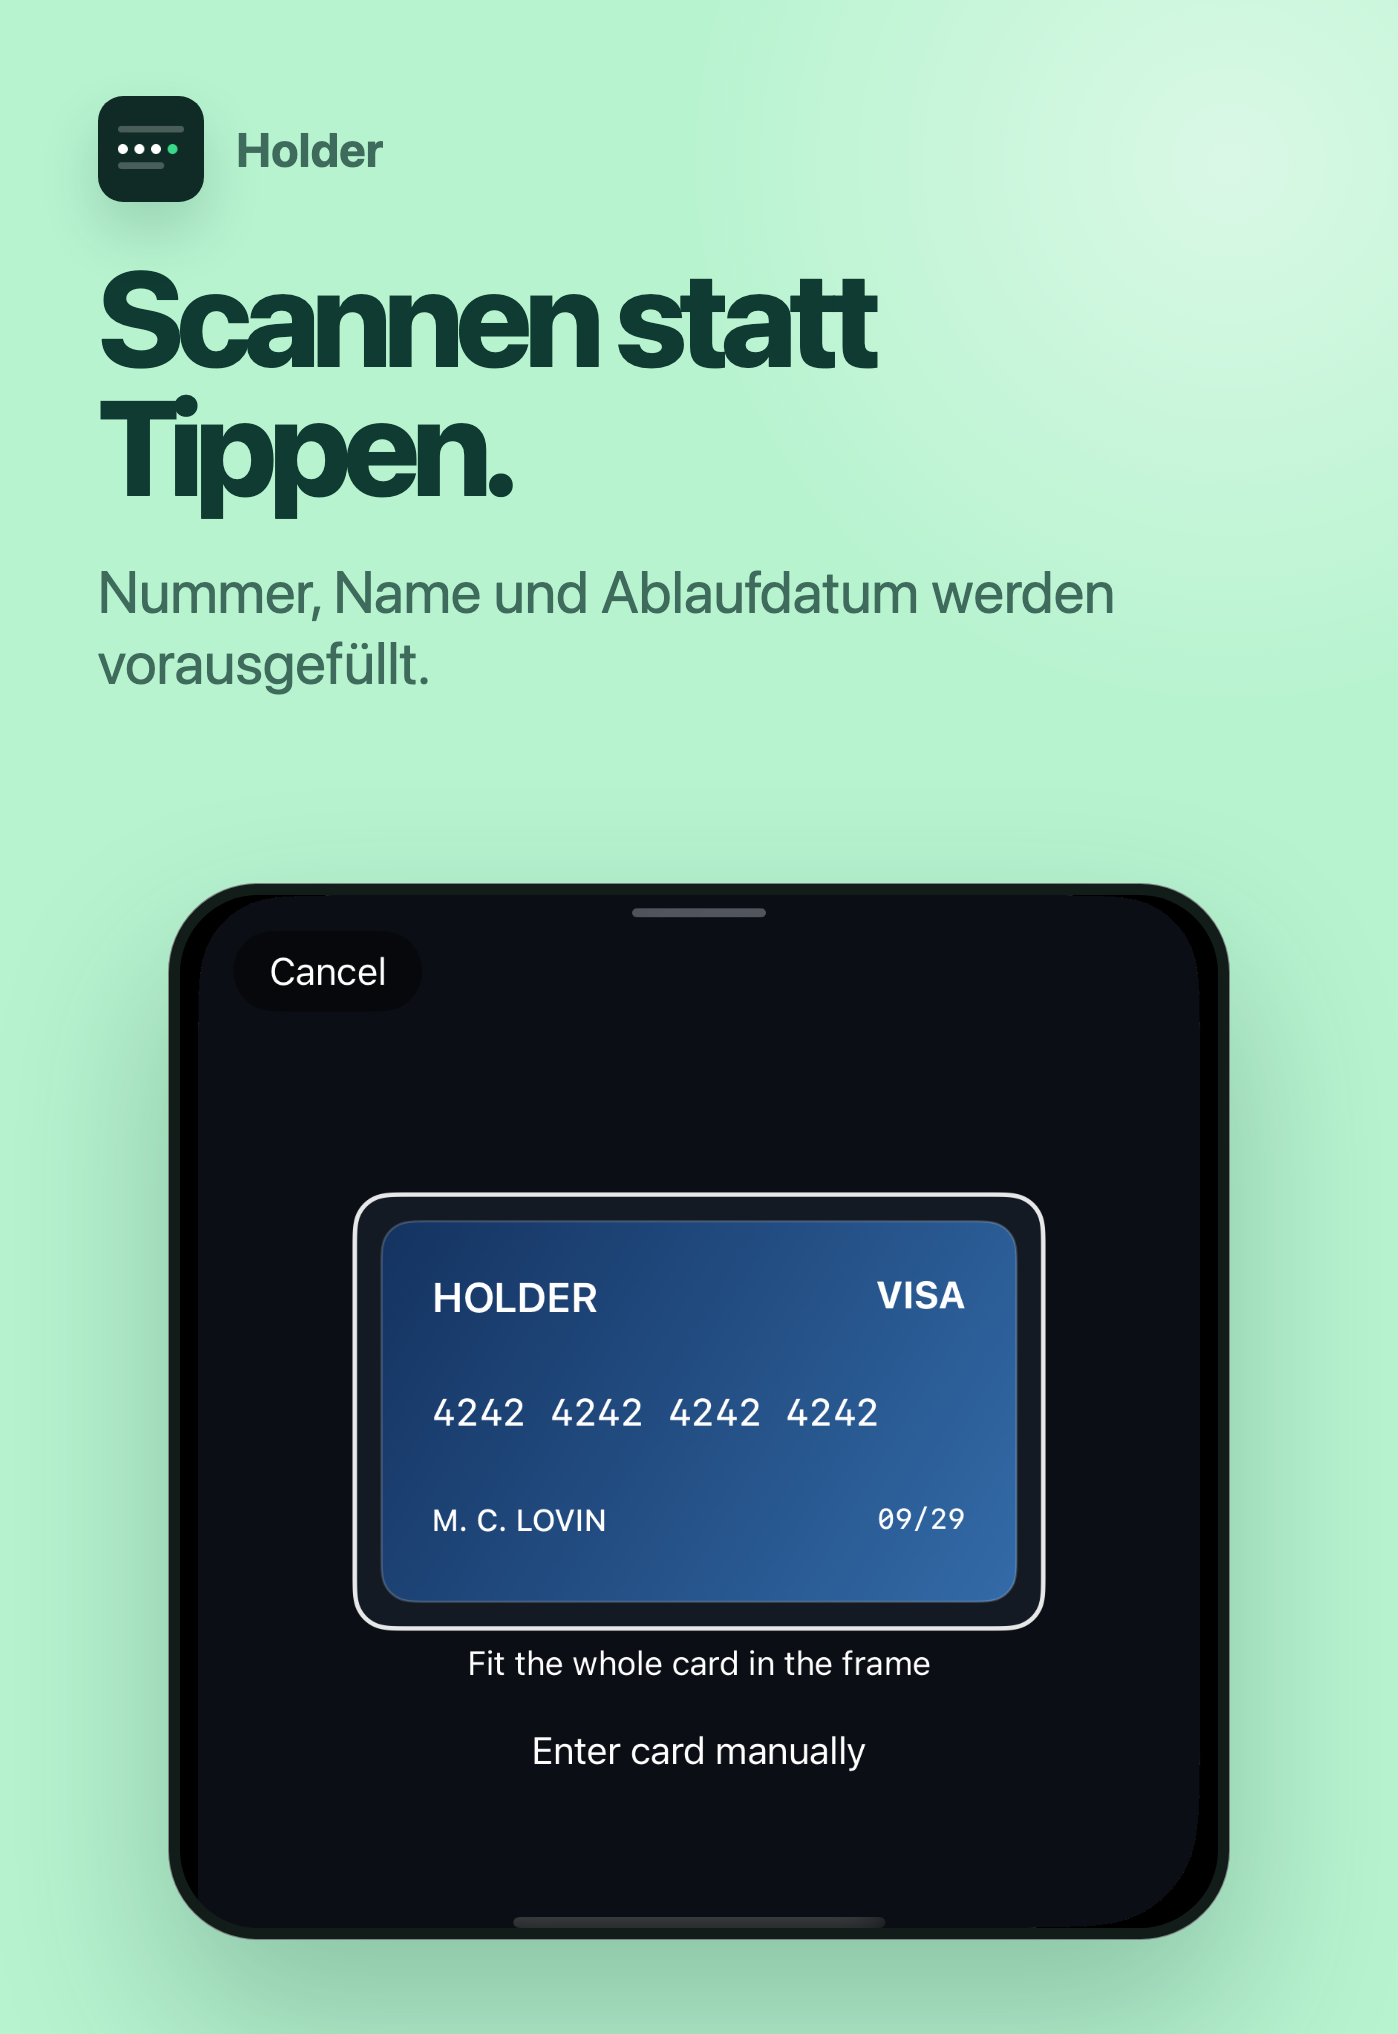 Holder
Scannen statt
Tippen.
Nummer, Name und Ablaufdatum werden
vorausgefüllt.
Cancel
HOLDER VISA
4242 4242 4242 4242
M. C. LOVIN 09/29
Fit the whole card in the frame
Enter card manually